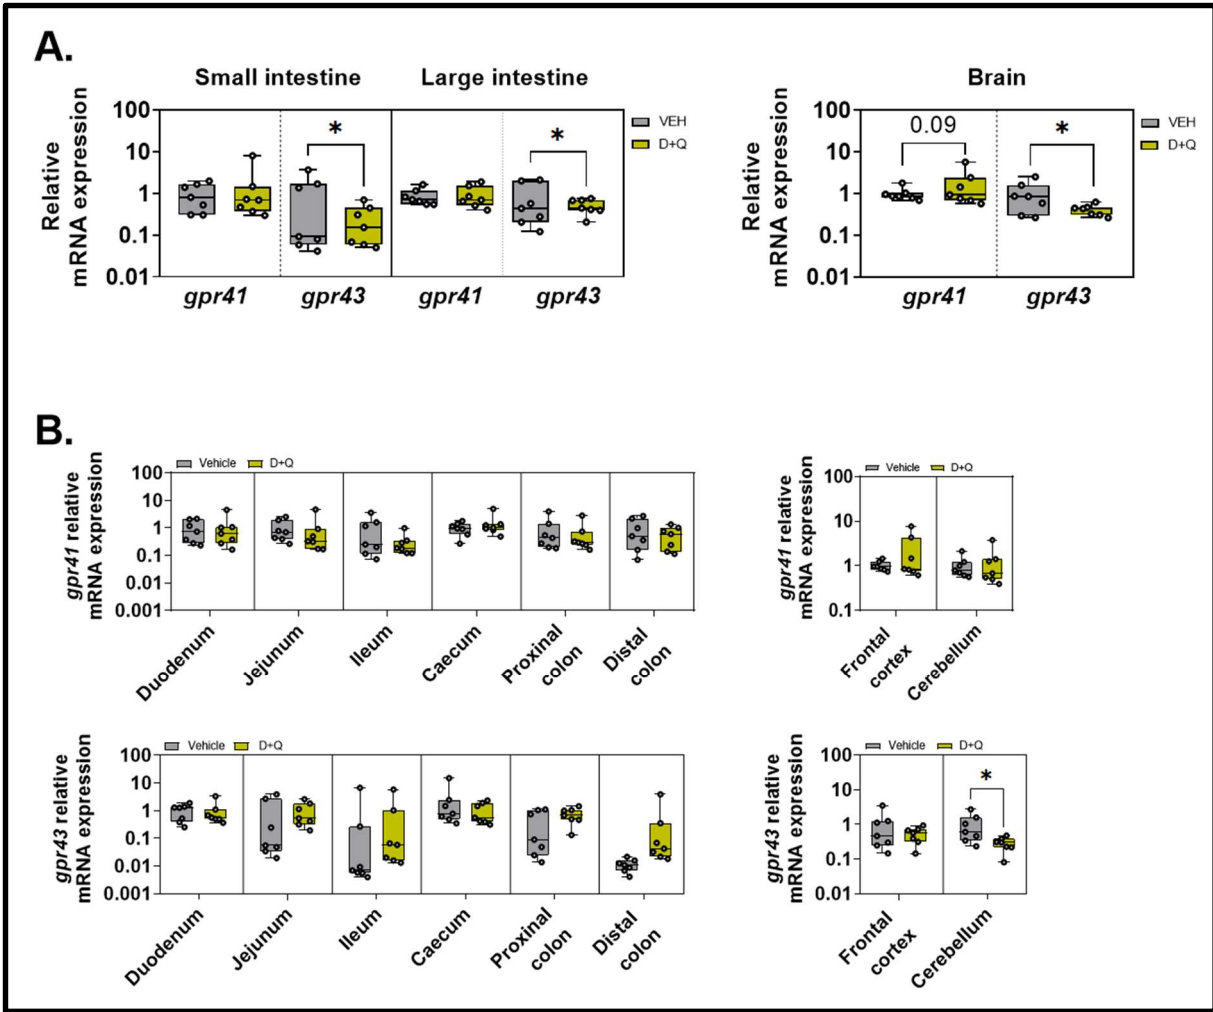 A.
Small intestine
Large intestine
Brain
Relative
mRNA expression
100
10
1
0.1
0.01
*
*
VEH
D+Q
gpr41
gpr43
gpr41
gpr43
Relative
mRNA expression
100
10
1
0.1
0.01
0.09
*
VEH
D+Q
gpr41
gpr43
B.
Vehicle D+Q
gpr41 relative
mRNA expression
100
10
1
0.1
0.01
0.001
Duodenum
Jejunum
Ileum
Caecum
Proxinal
colon
Distal
colon
Vehicle D+Q
gpr41 relative
mRNA expression
100
10
1
0.1
Frontal
cortex
Cerebellum
Vehicle D+Q
gpr43 relative
mRNA expression
100
10
1
0.1
0.01
0.001
Duodenum
Jejunum
Ileum
Caecum
Proxinal
colon
Distal
colon
Vehicle D+Q
gpr43 relative
mRNA expression
100
10
1
0.1
0.01
*
Frontal
cortex
Cerebellum